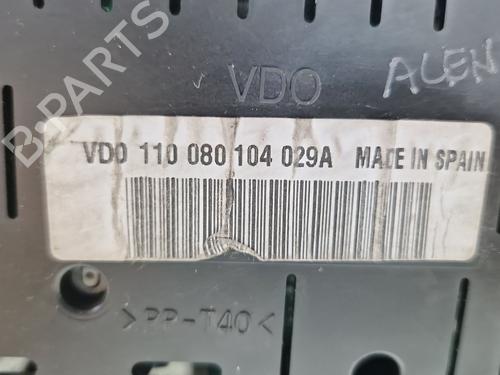 B-PARTS
VDO
ALEN
VDO 110 080 104 029A MADE IN SPAIN
>PP-T40<